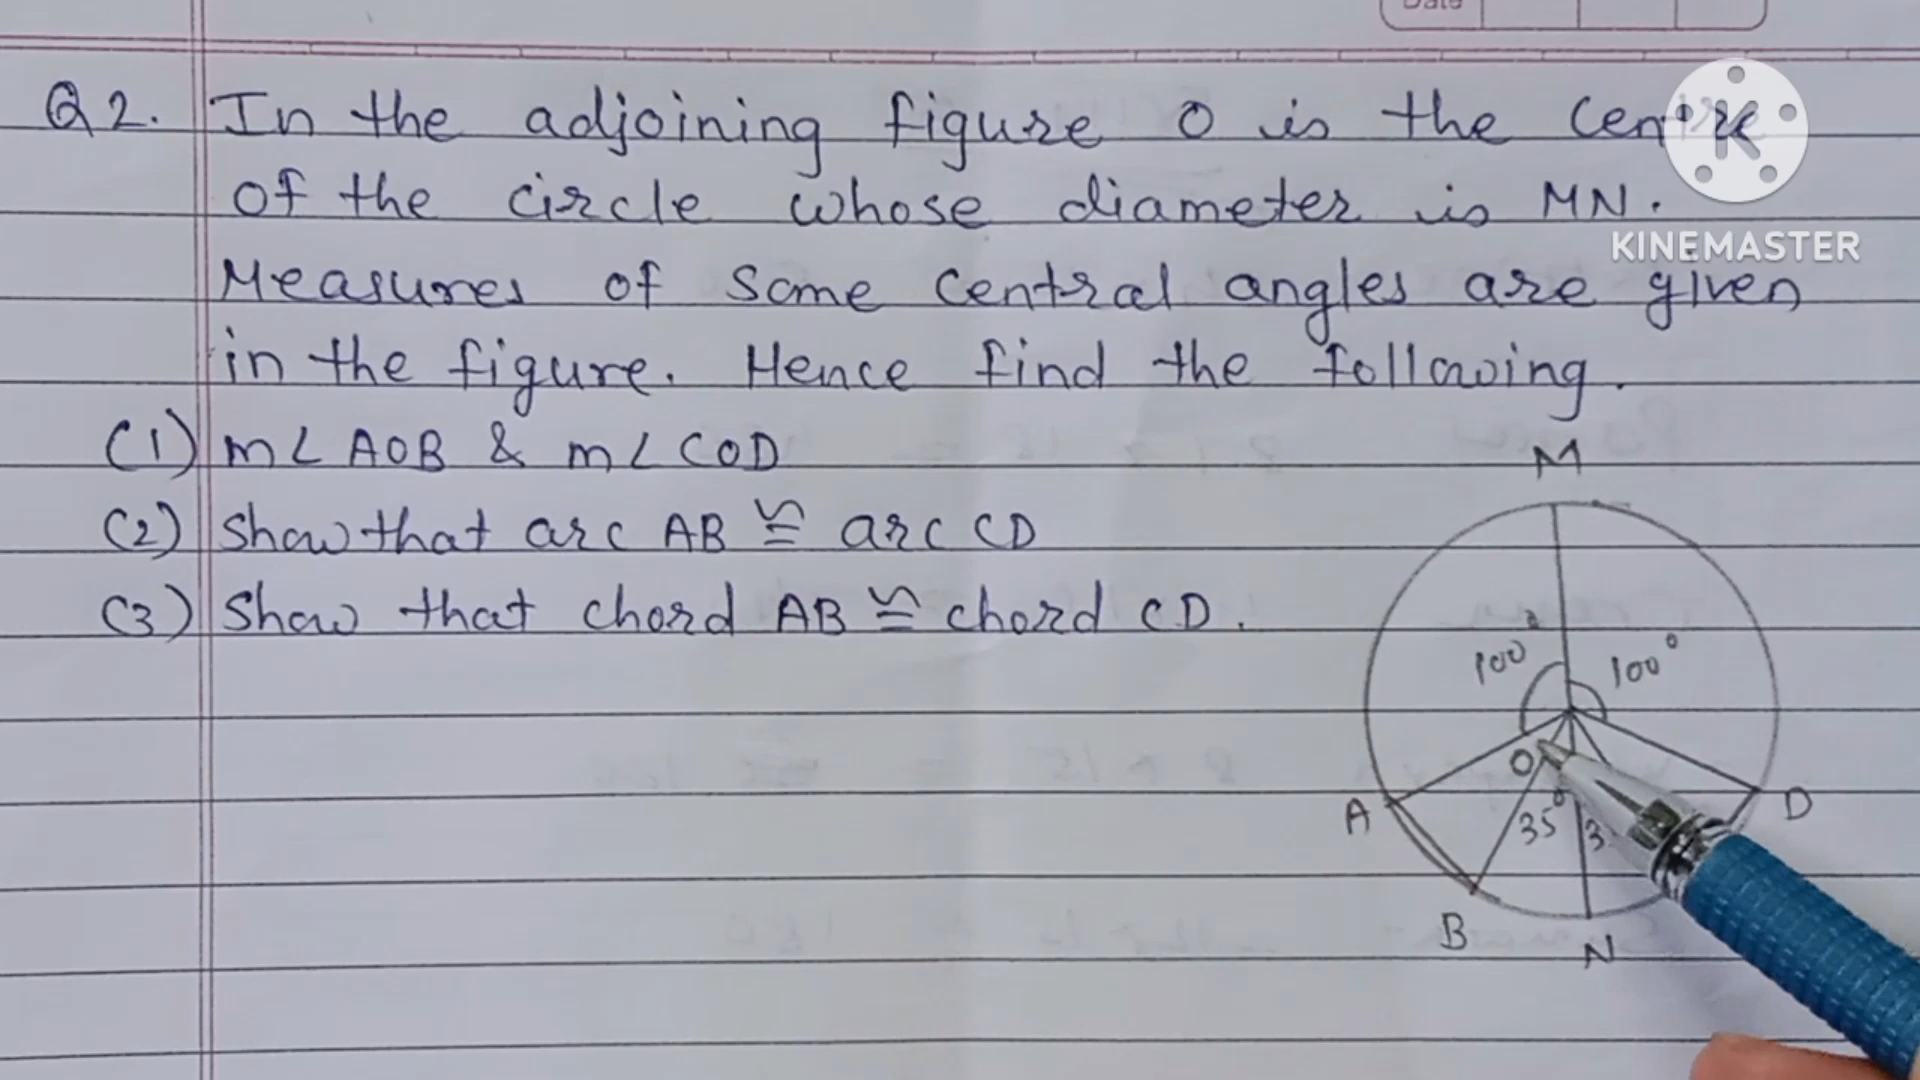 Date
Q2. In the adjoining figure O is the
of the circle whose diameter is MN.
KINEMASTER
Measures of some central angles are given
in the figure. Hence find the following.
(1) m∠AOB & m∠COD
(2) Show that arc AB ≅ arc CD
(3) Show that chord AB ≅ chord CD.
M
100° 100°
O
A D
35° 3
B N